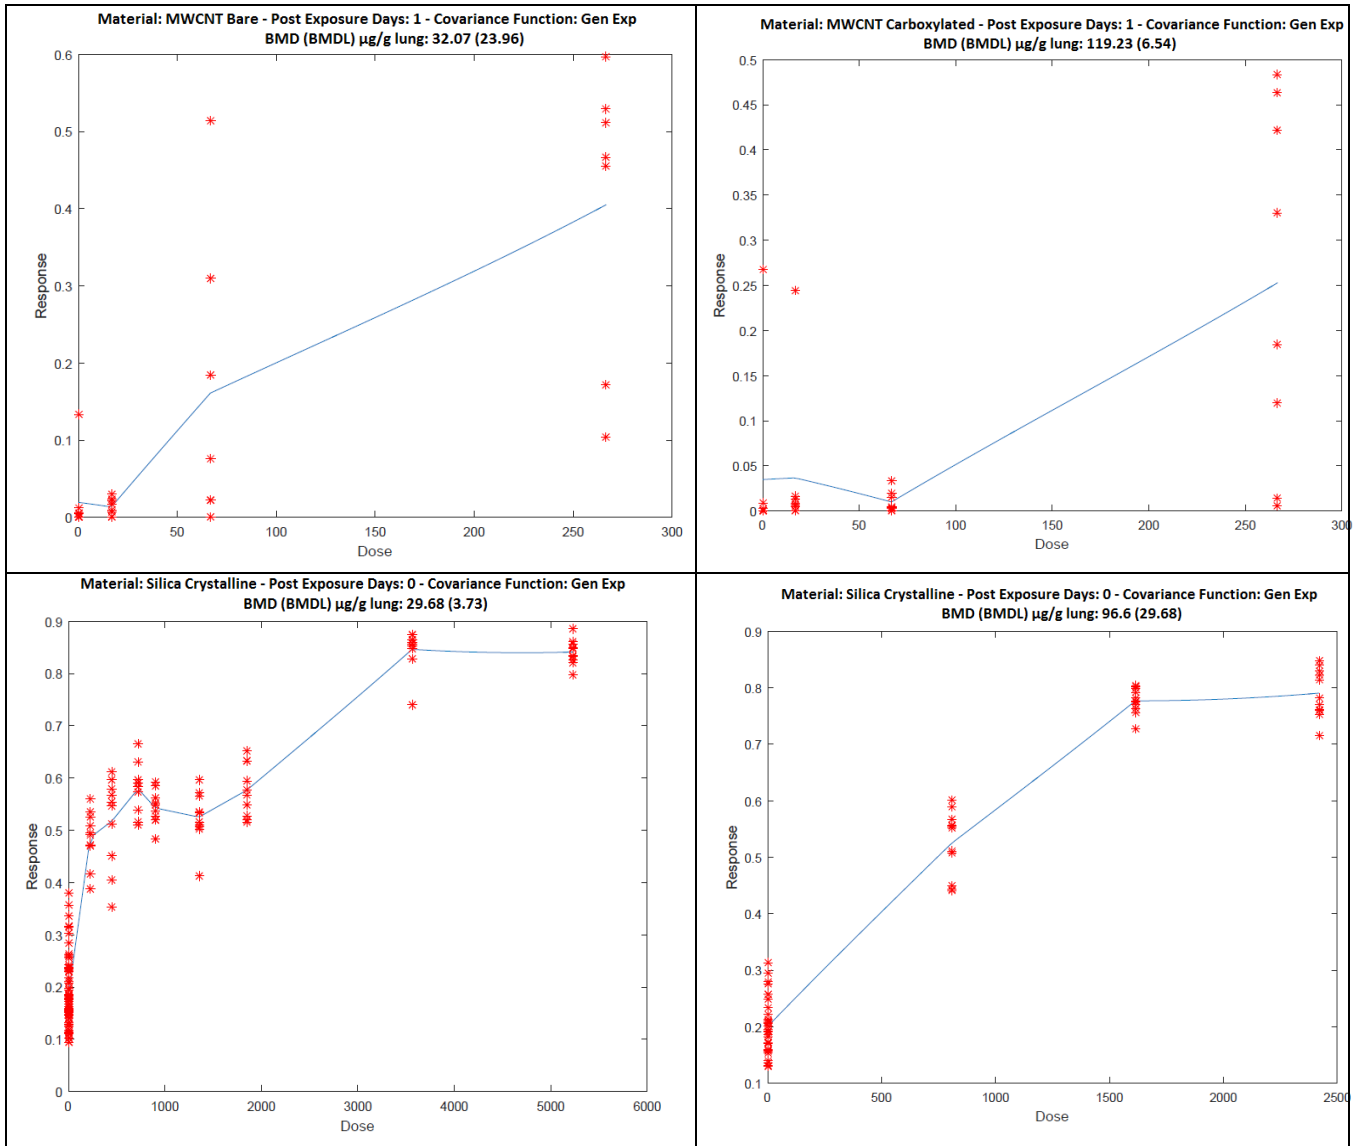 Material: MWCNT Bare - Post Exposure Days: 1 - Covariance Function: Gen Exp
BMD (BMDL) µg/g lung: 32.07 (23.96)
0.6
0.5
0.4
0.3
0.2
0.1
0
Response
0 50 100 150 200 250 300
Dose
Material: MWCNT Carboxylated - Post Exposure Days: 1 - Covariance Function: Gen Exp
BMD (BMDL) µg/g lung: 119.23 (6.54)
0.5
0.45
0.4
0.35
0.3
0.25
0.2
0.15
0.1
0.05
0
Response
0 50 100 150 200 250 300
Dose
Material: Silica Crystalline - Post Exposure Days: 0 - Covariance Function: Gen Exp
BMD (BMDL) µg/g lung: 29.68 (3.73)
0.9
0.8
0.7
0.6
0.5
0.4
0.3
0.2
0.1
0
Response
0 1000 2000 3000 4000 5000 6000
Dose
Material: Silica Crystalline - Post Exposure Days: 0 - Covariance Function: Gen Exp
BMD (BMDL) µg/g lung: 96.6 (29.68)
0.9
0.8
0.7
0.6
0.5
0.4
0.3
0.2
0.1
Response
0 500 1000 1500 2000 2500
Dose